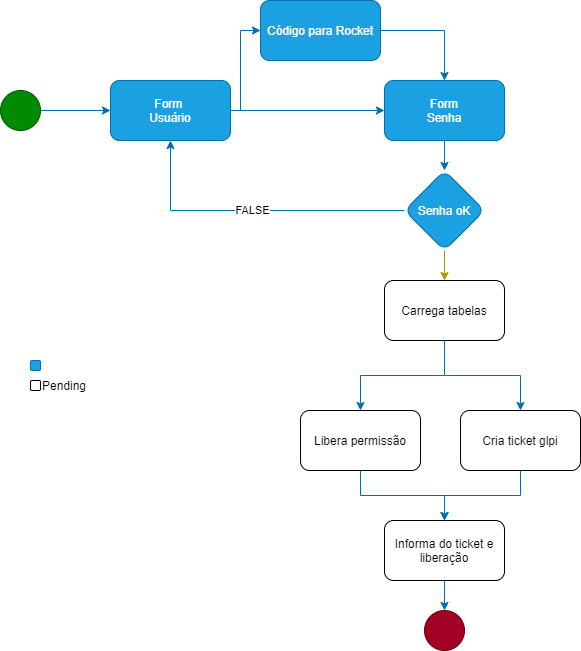 Código para Rocket
Form
Usuário
Form
Senha
Senha oK
FALSE
Carrega tabelas
Pending
Libera permissão
Cria ticket glpi
Informa do ticket e
liberação